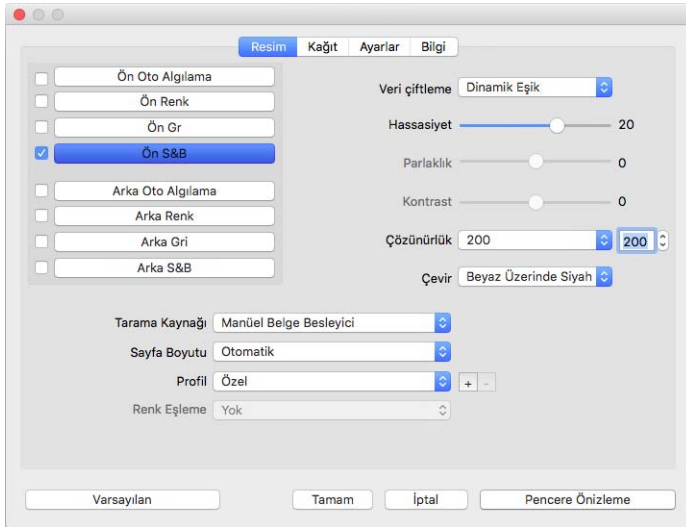 Resim Kağıt Ayarlar Bilgi
Ön Oto Algılama
Ön Renk
Ön Gr
Ön S&B
Arka Oto Algılama
Arka Renk
Arka Gri
Arka S&B
Veri çiftleme Dinamik Eşik
Hassasiyet 20
Parlaklık 0
Kontrast 0
Çözünürlük 200 200
Çevir Beyaz Üzerinde Siyah
Tarama Kaynağı Manüel Belge Besleyici
Sayfa Boyutu Otomatik
Profil Özel + -
Renk Eşleme Yok
Varsayılan Tamam İptal Pencere Önizleme